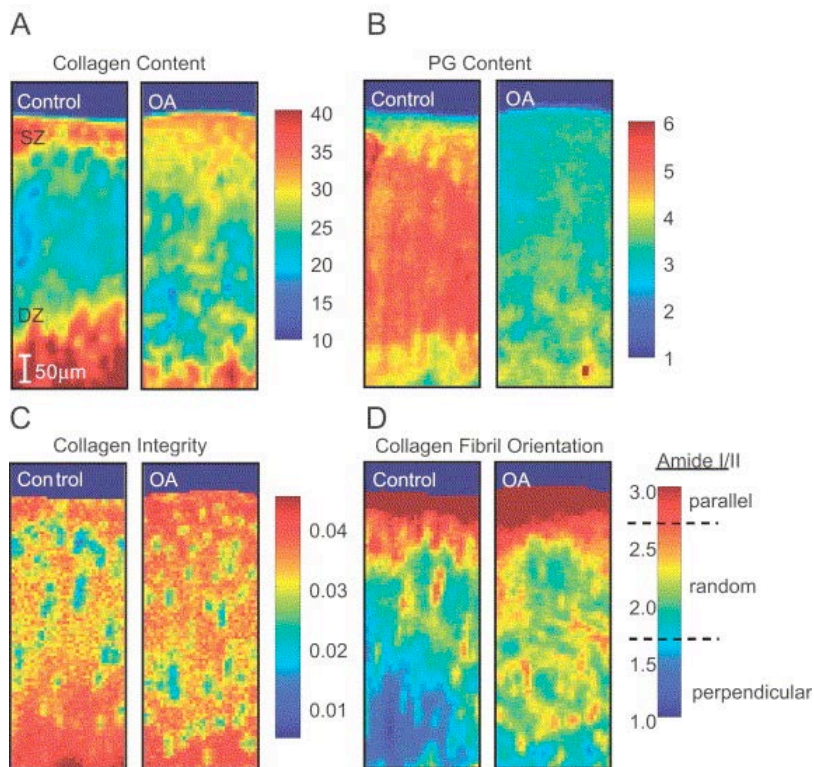 A
Collagen Content
Control
OA
SZ
DZ
50µm
40
35
30
25
20
15
10
B
PG Content
Control
OA
6
5
4
3
2
1
C
Collagen Integrity
Control
OA
0.04
0.03
0.02
0.01
D
Collagen Fibril Orientation
Control
OA
Amide I/II
3.0
parallel
2.5
random
2.0
1.5
perpendicular
1.0